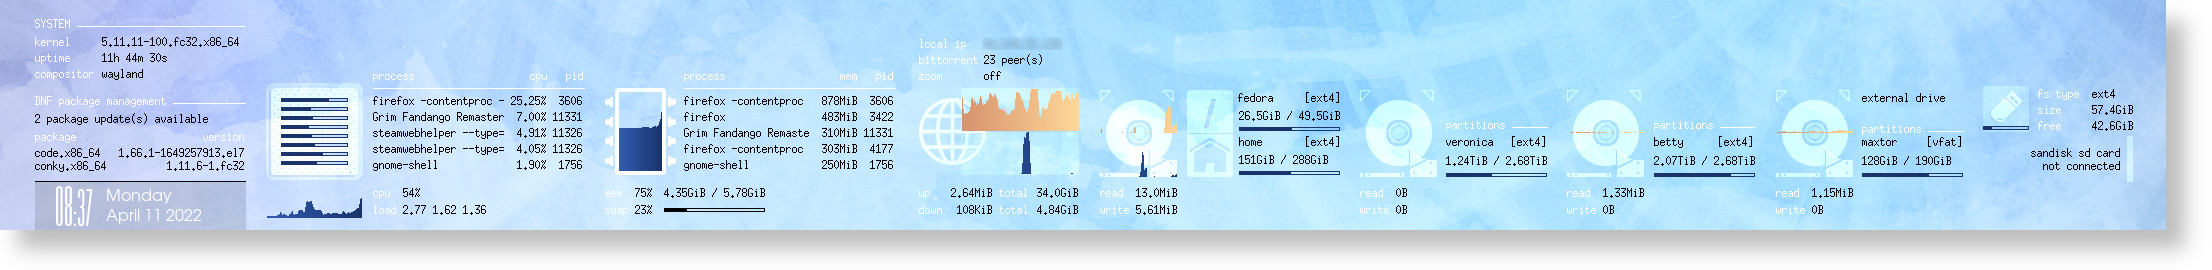 SYSTEM
kernel 5.11.11-100.fc32.x86_64
uptime 11h 44m 30s
compositor wayland
DNF package management
2 package update(s) available
package version
code.x86_64 1.66.1-1649257913.el7
conky.x86_64 1.11.6-1.fc32
08:37
Monday
April 11 2022
process cpu pid
firefox -contentproc - 25.25% 3606
Grim Fandango Remaster 7.00% 11331
steamwebhelper --type= 4.91% 11326
steamwebhelper --type= 4.05% 11326
gnome-shell 1.90% 1756
cpu 54%
load 2.77 1.62 1.36
process mem pid
firefox -contentproc 878MiB 3606
firefox 483MiB 3422
Grim Fandango Remaste 310MiB 11331
firefox -contentproc 303MiB 4177
gnome-shell 250MiB 1756
mem 75% 4.35GiB / 5.78GiB
swap 23%
local ip
bittorrent 23 peer(s)
zoom off
up 2.64MiB total 34.0GiB
down 108KiB total 4.84GiB
read 13.0MiB
write 5.61MiB
fedora [ext4]
26.5GiB / 49.5GiB
home [ext4]
151GiB / 288GiB
partitions
veronica [ext4]
1.24TiB / 2.68TiB
read 0B
write 0B
partitions
betty [ext4]
2.07TiB / 2.68TiB
read 1.33MiB
write 0B
external drive
partitions
maxtor [vfat]
128GiB / 190GiB
read 1.15MiB
write 0B
fs type ext4
size 57.4GiB
free 42.6GiB
sandisk sd card
not connected